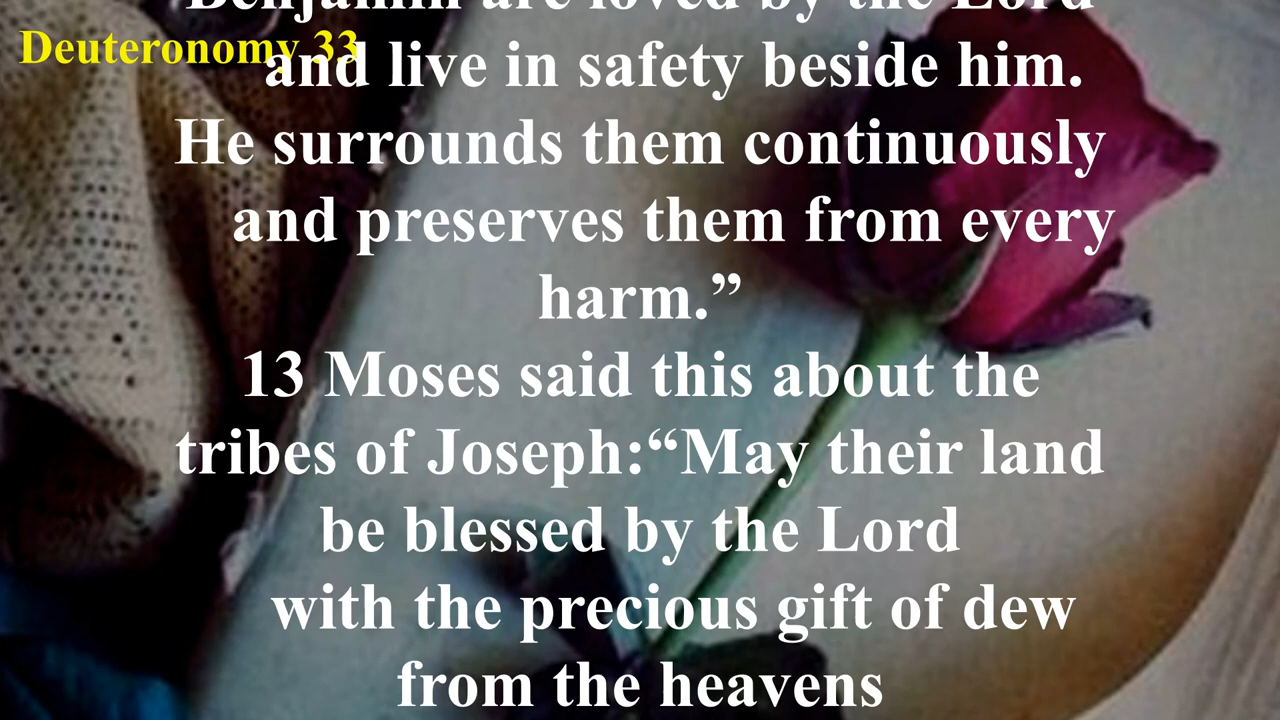 Benjamin are loved by the Lord
Deuteronomy 33
and live in safety beside him.
He surrounds them continuously
and preserves them from every
harm.”
13 Moses said this about the
tribes of Joseph:“May their land
be blessed by the Lord
with the precious gift of dew
from the heavens